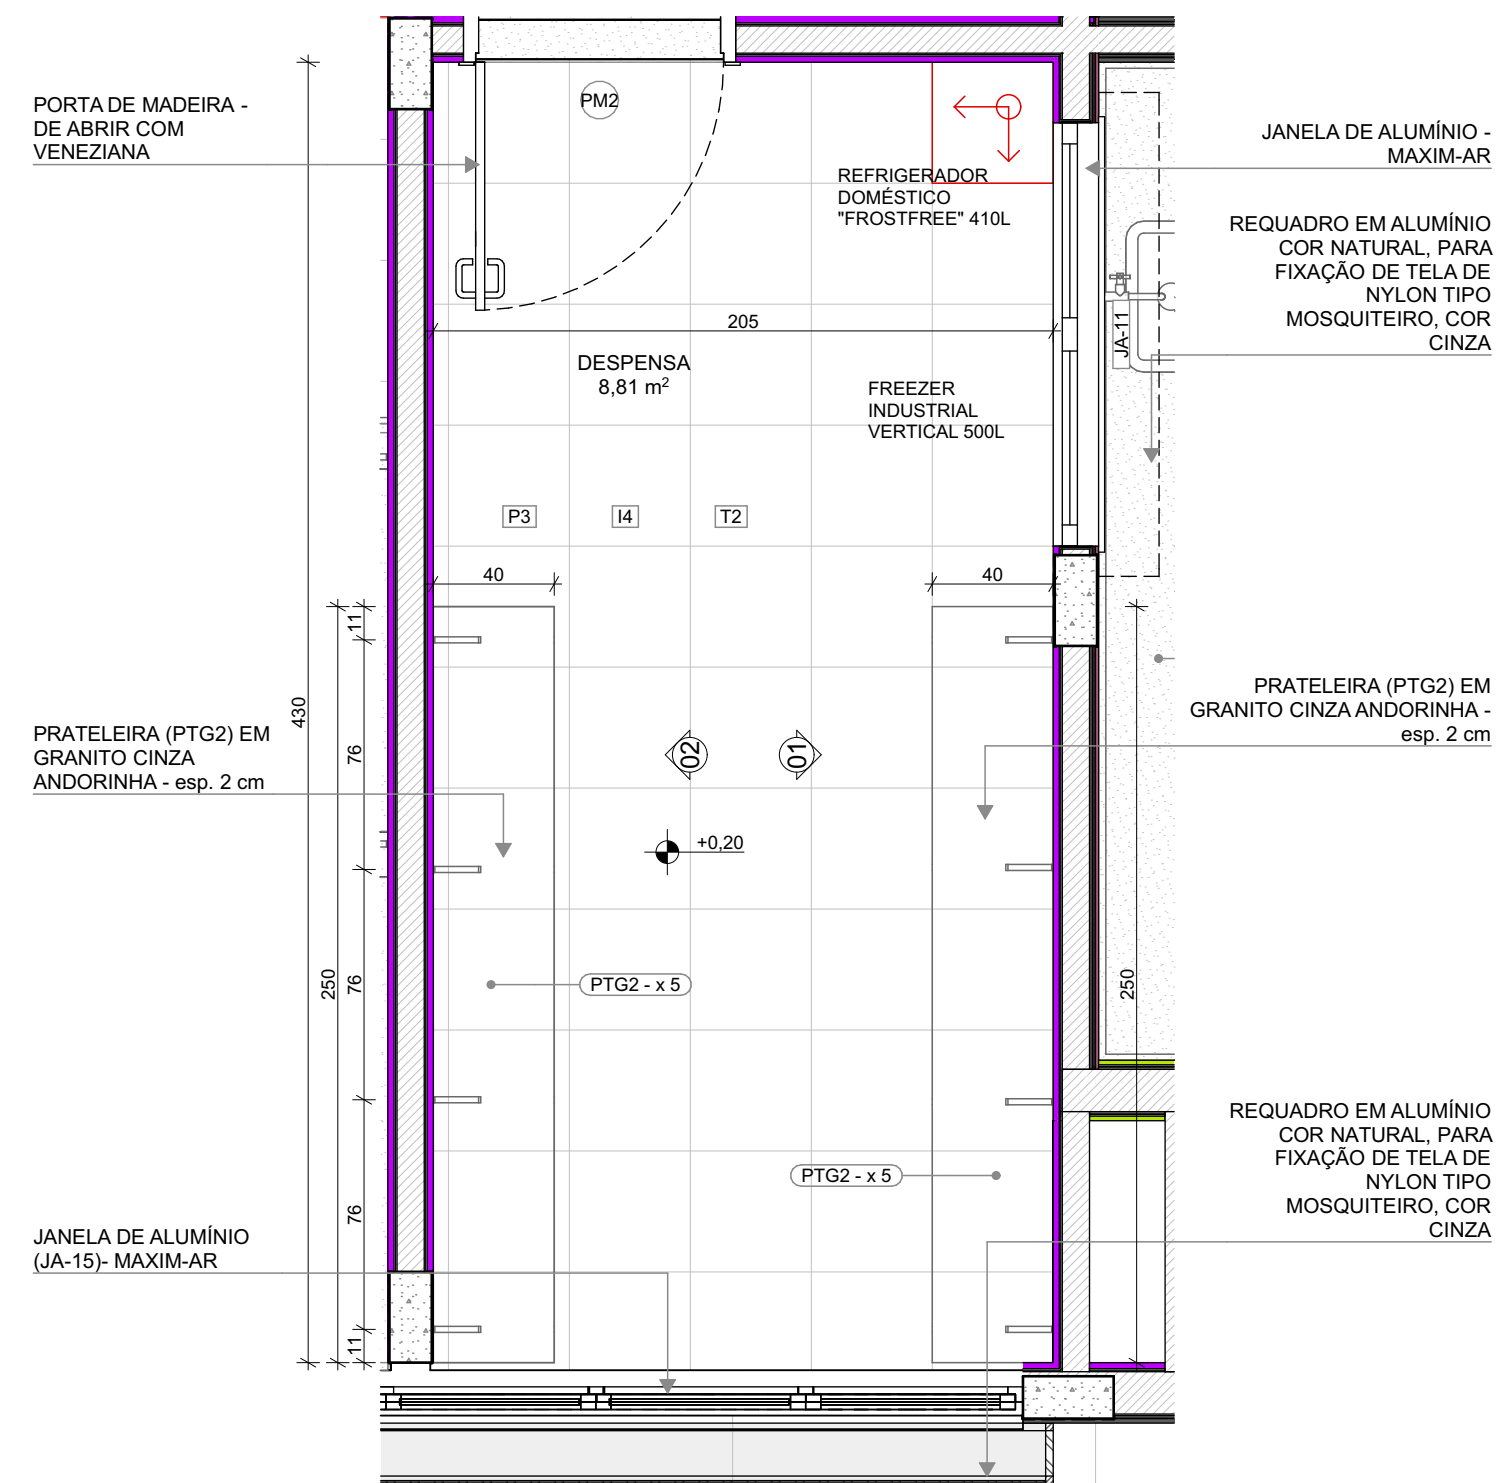 PORTA DE MADEIRA -
DE ABRIR COM
VENEZIANA
PM2
JANELA DE ALUMÍNIO -
MAXIM-AR
REFRIGERADOR
DOMÉSTICO
"FROSTFREE" 410L
REQUADRO EM ALUMÍNIO
COR NATURAL, PARA
FIXAÇÃO DE TELA DE
NYLON TIPO
MOSQUITEIRO, COR
CINZA
JA-11
205
DESPENSA
8,81 m²
FREEZER
INDUSTRIAL
VERTICAL 500L
P3
I4
T2
40
40
11
430
76
PRATELEIRA (PTG2) EM
GRANITO CINZA
ANDORINHA - esp. 2 cm
02
01
PRATELEIRA (PTG2) EM
GRANITO CINZA ANDORINHA -
esp. 2 cm
+0,20
250
76
PTG2 - x 5
250
REQUADRO EM ALUMÍNIO
COR NATURAL, PARA
FIXAÇÃO DE TELA DE
NYLON TIPO
MOSQUITEIRO, COR
CINZA
PTG2 - x 5
76
JANELA DE ALUMÍNIO
(JA-15)- MAXIM-AR
11